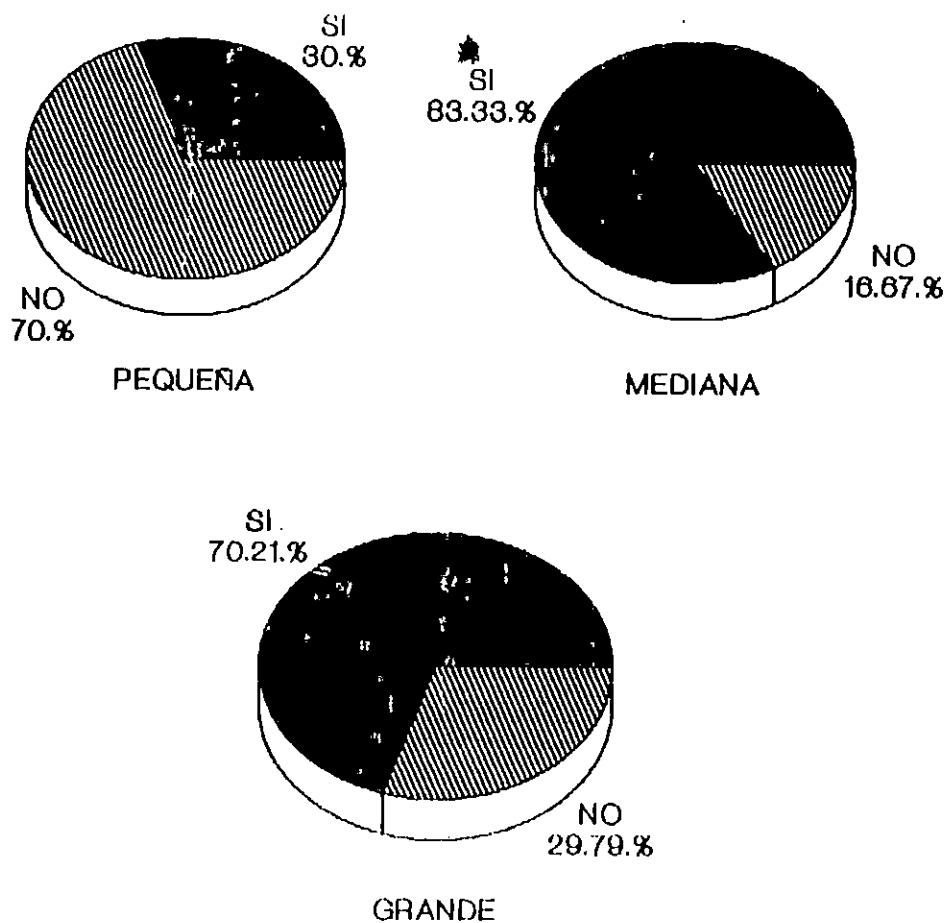 SI
30.%
NO
70.%
PEQUEÑA
SI
83.33.%
NO
16.67.%
MEDIANA
SI
70.21.%
NO
29.79.%
GRANDE